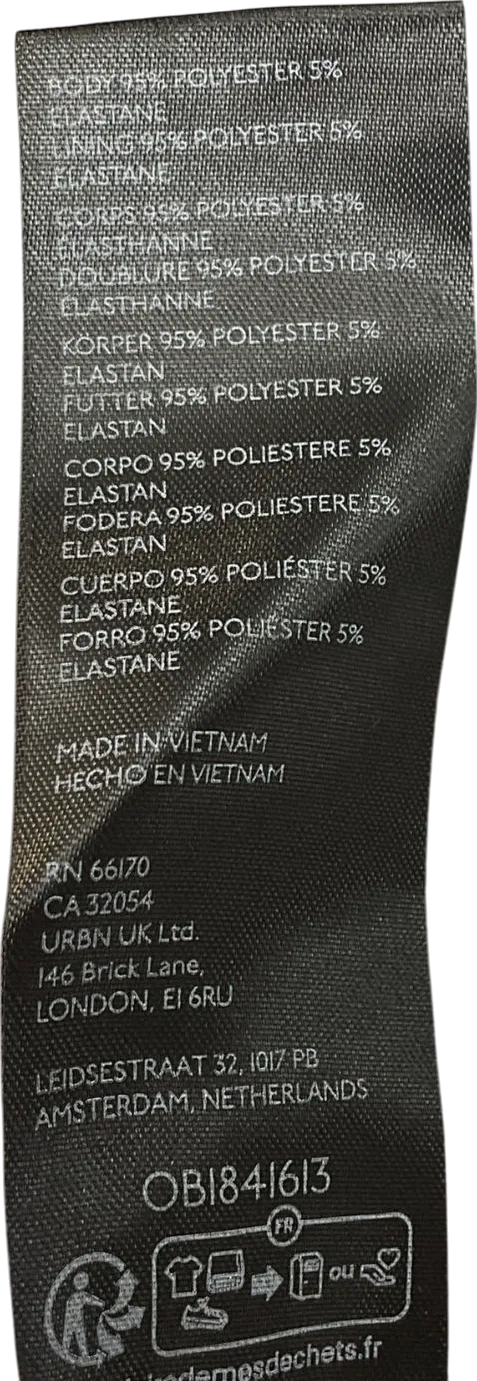 BODY 95% POLYESTER 5%
ELASTANE
LINING 95% POLYESTER 5%
ELASTANE
CORPS 95% POLYESTER 5%
ÉLASTHANNE
DOUBLURE 95% POLYESTER 5%
ÉLASTHANNE
KÖRPER 95% POLYESTER 5%
ELASTAN
FUTTER 95% POLYESTER 5%
ELASTAN
CORPO 95% POLIESTERE 5%
ELASTAN
FODERA 95% POLIESTERE 5%
ELASTAN
CUERPO 95% POLIÉSTER 5%
ELASTANE
FORRO 95% POLIÉSTER 5%
ELASTANE
MADE IN VIETNAM
HECHO EN VIETNAM
RN 66170
CA 32054
URBN UK Ltd.
146 Brick Lane,
LONDON, E1 6RU
LEIDSESTRAAT 32, 1017 PB
AMSTERDAM, NETHERLANDS
OB1841613
FR
ou